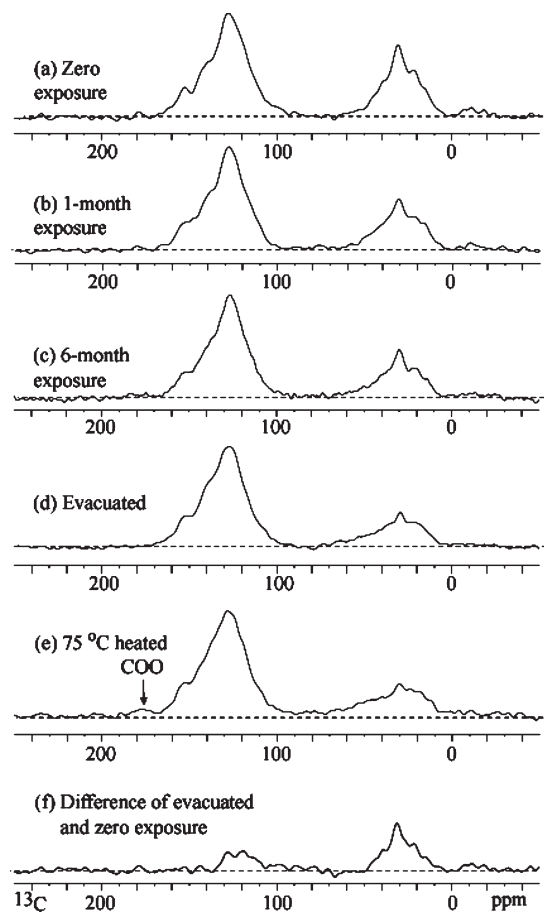 (a) Zero
exposure
200 100 0
(b) 1-month
exposure
200 100 0
(c) 6-month
exposure
200 100 0
(d) Evacuated
200 100 0
(e) 75 °C heated
COO
200 100 0
(f) Difference of evacuated
and zero exposure
¹³C 200 100 0 ppm